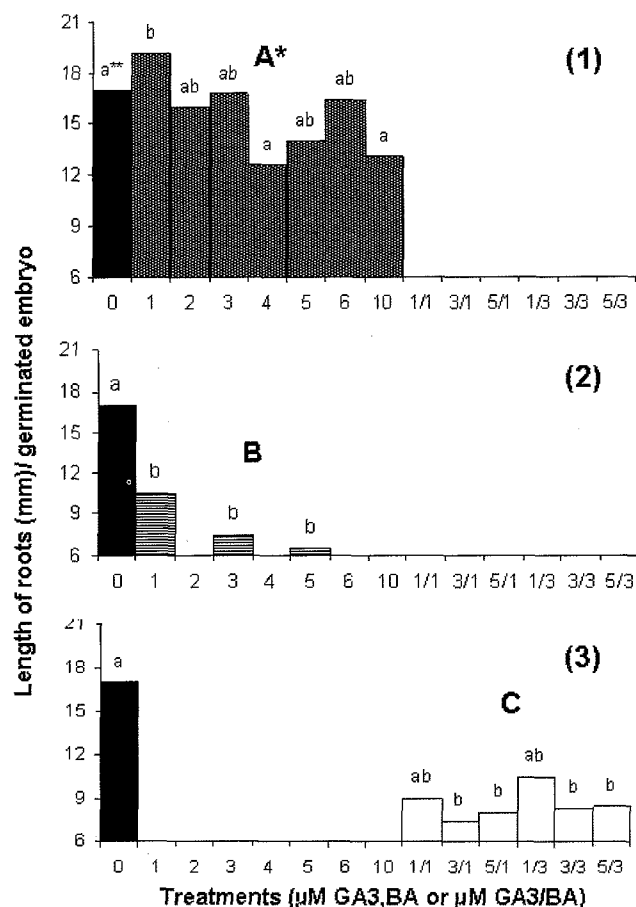 21
b
A*
(1)
18
a**
ab
ab
ab
15
ab
a
a
12
9
6
0 1 2 3 4 5 6 10 1/1 3/1 5/1 1/3 3/3 5/3
Length of roots (mm)/ germinated embryo
21
a
(2)
18
15
B
12
b
9
b
b
6
0 1 2 3 4 5 6 10 1/1 3/1 5/1 1/3 3/3 5/3
21
a
(3)
18
15
C
12
ab
ab
9
b
b
b
b
6
0 1 2 3 4 5 6 10 1/1 3/1 5/1 1/3 3/3 5/3
Treatments (µM GA3,BA or µM GA3/BA)